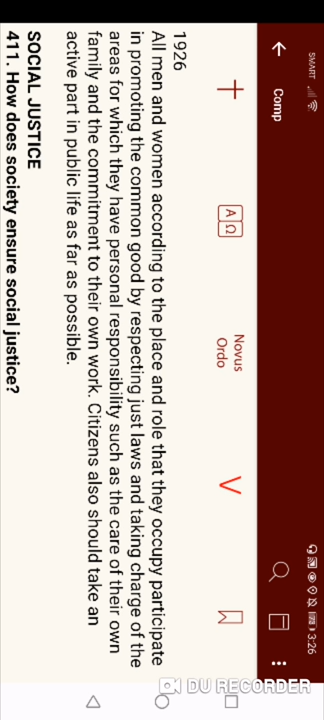 SMART 3:26
Comp
AΩ
Novus
Ordo
V
1926
All men and women according to the place and role that they occupy participate
in promoting the common good by respecting just laws and taking charge of the
areas for which they have personal responsibility such as the care of their own
family and the commitment to their own work. Citizens also should take an
active part in public life as far as possible.
SOCIAL JUSTICE
411. How does society ensure social justice?
DU RECORDER